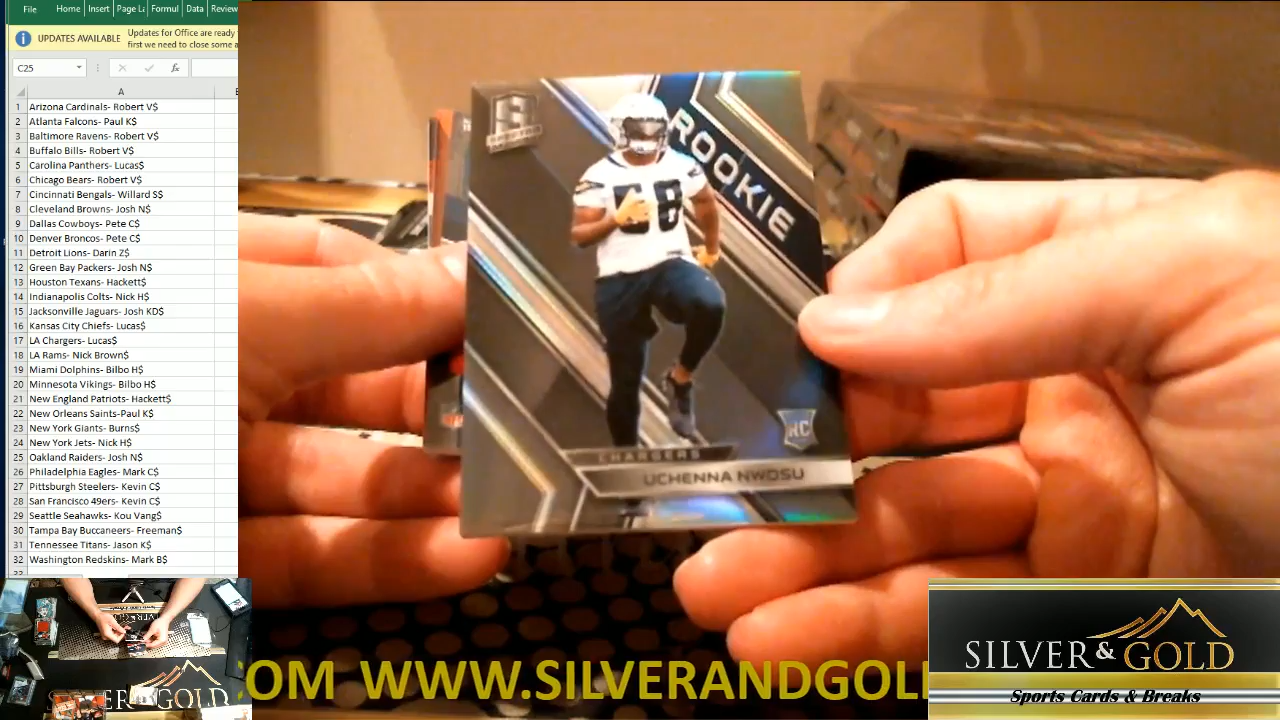 File Home Insert Page La Formul Data Review
UPDATES AVAILABLE Updates for Office are ready
first we need to close some a
C25
fx
A
1 Arizona Cardinals- Robert V$
2 Atlanta Falcons- Paul K$
3 Baltimore Ravens- Robert V$
4 Buffalo Bills- Robert V$
5 Carolina Panthers- Lucas$
6 Chicago Bears- Robert V$
7 Cincinnati Bengals- Willard S$
8 Cleveland Browns- Josh N$
9 Dallas Cowboys- Pete C$
10 Denver Broncos- Pete C$
11 Detroit Lions- Darin Z$
12 Green Bay Packers- Josh N$
13 Houston Texans- Hackett$
14 Indianapolis Colts- Nick H$
15 Jacksonville Jaguars- Josh KD$
16 Kansas City Chiefs- Lucas$
17 LA Chargers- Lucas$
18 LA Rams- Nick Brown$
19 Miami Dolphins- Bilbo H$
20 Minnesota Vikings- Bilbo H$
21 New England Patriots- Hackett$
22 New Orleans Saints-Paul K$
23 New York Giants- Burns$
24 New York Jets- Nick H$
25 Oakland Raiders- Josh N$
26 Philadelphia Eagles- Mark C$
27 Pittsburgh Steelers- Kevin C$
28 San Francisco 49ers- Kevin C$
29 Seattle Seahawks- Kou Vang$
30 Tampa Bay Buccaneers- Freeman$
31 Tennessee Titans- Jason K$
32 Washington Redskins- Mark B$
ROOKIE
58
RC
CHARGERS
UCHENNA NWOSU
.COM WWW.SILVERANDGOL
SILVER & GOLD
Sports Cards & Breaks
SILVER & GOLD